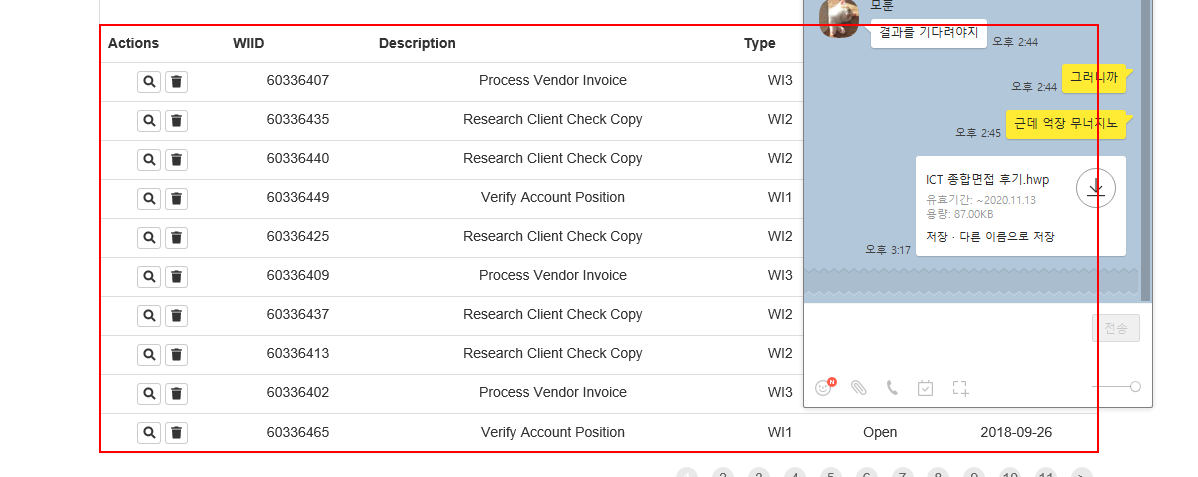 Actions WIID Description Type
60336407 Process Vendor Invoice WI3
60336435 Research Client Check Copy WI2
60336440 Research Client Check Copy WI2
60336449 Verify Account Position WI1
60336425 Research Client Check Copy WI2
60336409 Process Vendor Invoice WI3
60336437 Research Client Check Copy WI2
60336413 Research Client Check Copy WI2
60336402 Process Vendor Invoice WI3
60336465 Verify Account Position WI1 Open 2018-09-26
모훈
결과를 기다려야지
오후 2:44
그러니까
오후 2:44
근데 억장 무너지노
오후 2:45
ICT 종합면접 후기.hwp
유효기간: ~2020.11.13
용량: 87.00KB
저장 · 다른 이름으로 저장
오후 3:17
전송
N
1 2 3 4 5 6 7 8 9 10 11 >